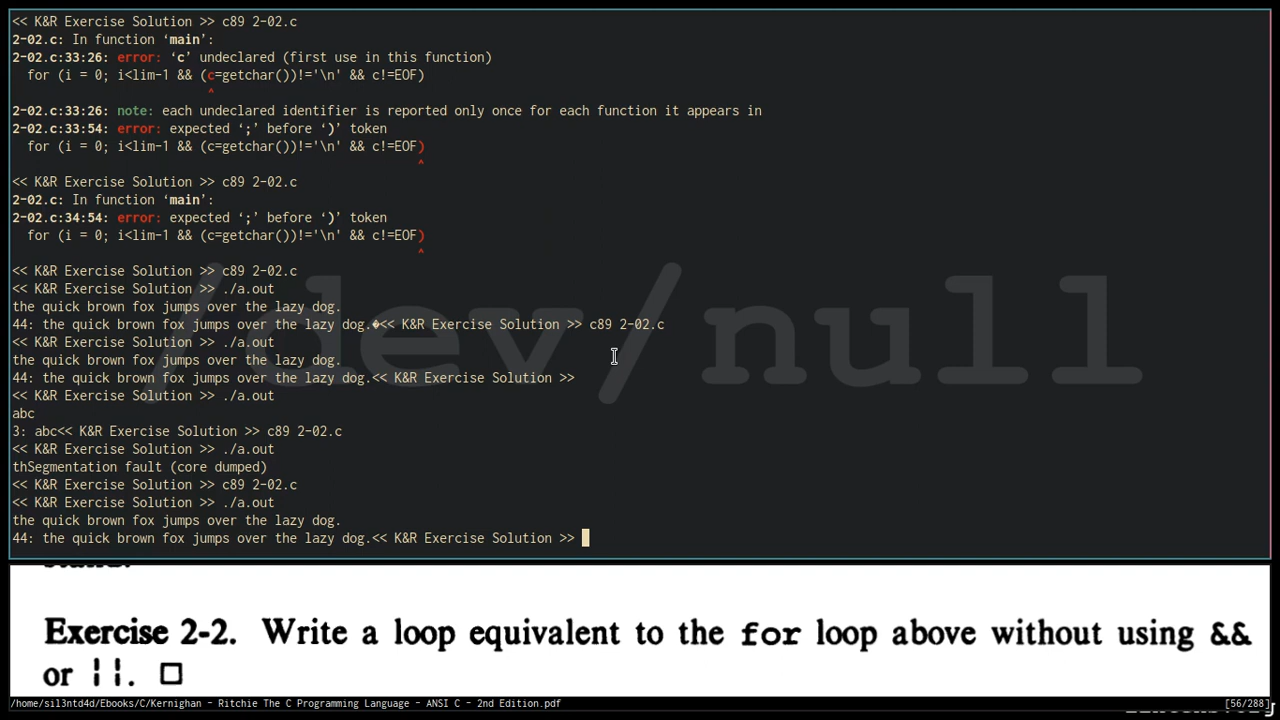 << K&R Exercise Solution >> c89 2-02.c
2-02.c: In function ‘main’:
2-02.c:33:26: error: ‘c’ undeclared (first use in this function)
for (i = 0; i<lim-1 && (c=getchar())!='\n' && c!=EOF)
^
2-02.c:33:26: note: each undeclared identifier is reported only once for each function it appears in
2-02.c:33:54: error: expected ‘;’ before ‘)’ token
for (i = 0; i<lim-1 && (c=getchar())!='\n' && c!=EOF)
^
<< K&R Exercise Solution >> c89 2-02.c
2-02.c: In function ‘main’:
2-02.c:34:54: error: expected ‘;’ before ‘)’ token
for (i = 0; i<lim-1 && (c=getchar())!='\n' && c!=EOF)
^
<< K&R Exercise Solution >> c89 2-02.c
<< K&R Exercise Solution >> ./a.out
the quick brown fox jumps over the lazy dog.
44: the quick brown fox jumps over the lazy dog.�<< K&R Exercise Solution >> c89 2-02.c
<< K&R Exercise Solution >> ./a.out
the quick brown fox jumps over the lazy dog.
44: the quick brown fox jumps over the lazy dog.<< K&R Exercise Solution >>
<< K&R Exercise Solution >> ./a.out
abc
3: abc<< K&R Exercise Solution >> c89 2-02.c
<< K&R Exercise Solution >> ./a.out
thSegmentation fault (core dumped)
<< K&R Exercise Solution >> c89 2-02.c
<< K&R Exercise Solution >> ./a.out
the quick brown fox jumps over the lazy dog.
44: the quick brown fox jumps over the lazy dog.<< K&R Exercise Solution >>
/dev/null
Exercise 2-2. Write a loop equivalent to the for loop above without using &&
or ||. □
/home/sil3ntd4d/Ebooks/C/Kernighan - Ritchie The C Programming Language - ANSI C - 2nd Edition.pdf [56/288]